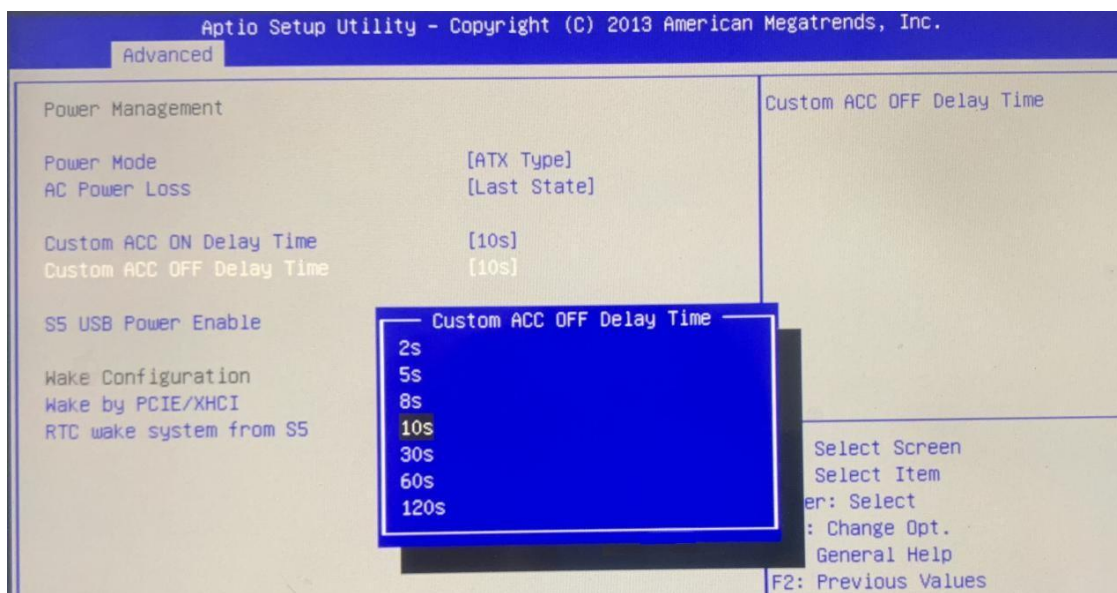 Aptio Setup Utility – Copyright (C) 2013 American Megatrends, Inc.
Advanced
Power Management
Power Mode [ATX Type]
AC Power Loss [Last State]
Custom ACC ON Delay Time [10s]
Custom ACC OFF Delay Time [10s]
S5 USB Power Enable
Wake Configuration
Wake by PCIE/XHCI
RTC wake system from S5
Custom ACC OFF Delay Time
2s
5s
8s
10s
30s
60s
120s
Custom ACC OFF Delay Time
Select Screen
Select Item
er: Select
: Change Opt.
General Help
F2: Previous Values